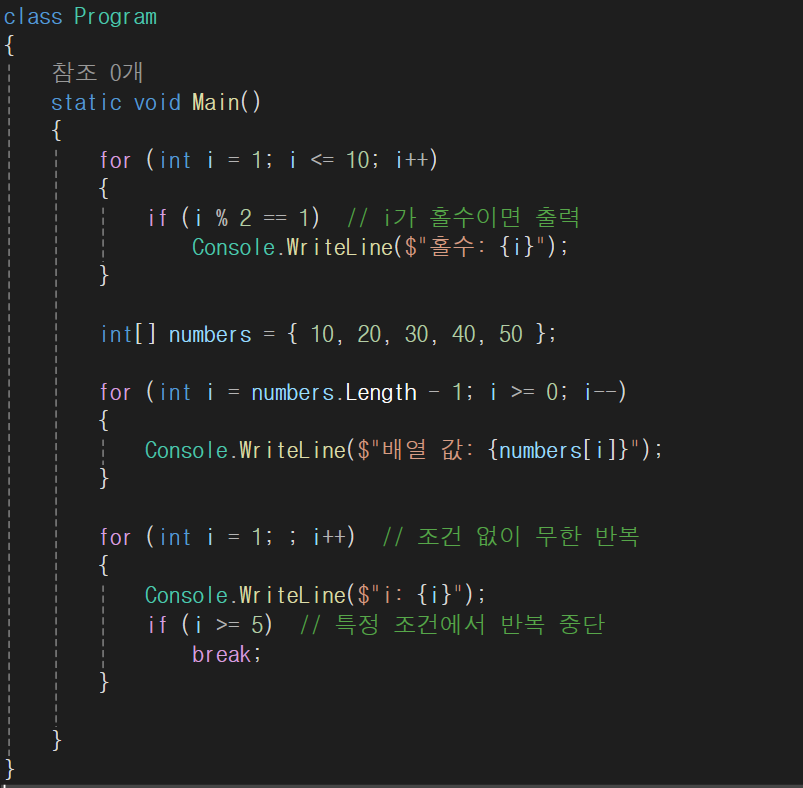 class Program
{
참조 0개
static void Main()
{
for (int i = 1; i <= 10; i++)
{
if (i % 2 == 1)  // i가 홀수이면 출력
Console.WriteLine($"홀수: {i}");
}
int[] numbers = { 10, 20, 30, 40, 50 };
for (int i = numbers.Length - 1; i >= 0; i--)
{
Console.WriteLine($"배열 값: {numbers[i]}");
}
for (int i = 1; ; i++)  // 조건 없이 무한 반복
{
Console.WriteLine($"i: {i}");
if (i >= 5)  // 특정 조건에서 반복 중단
break;
}
}
}